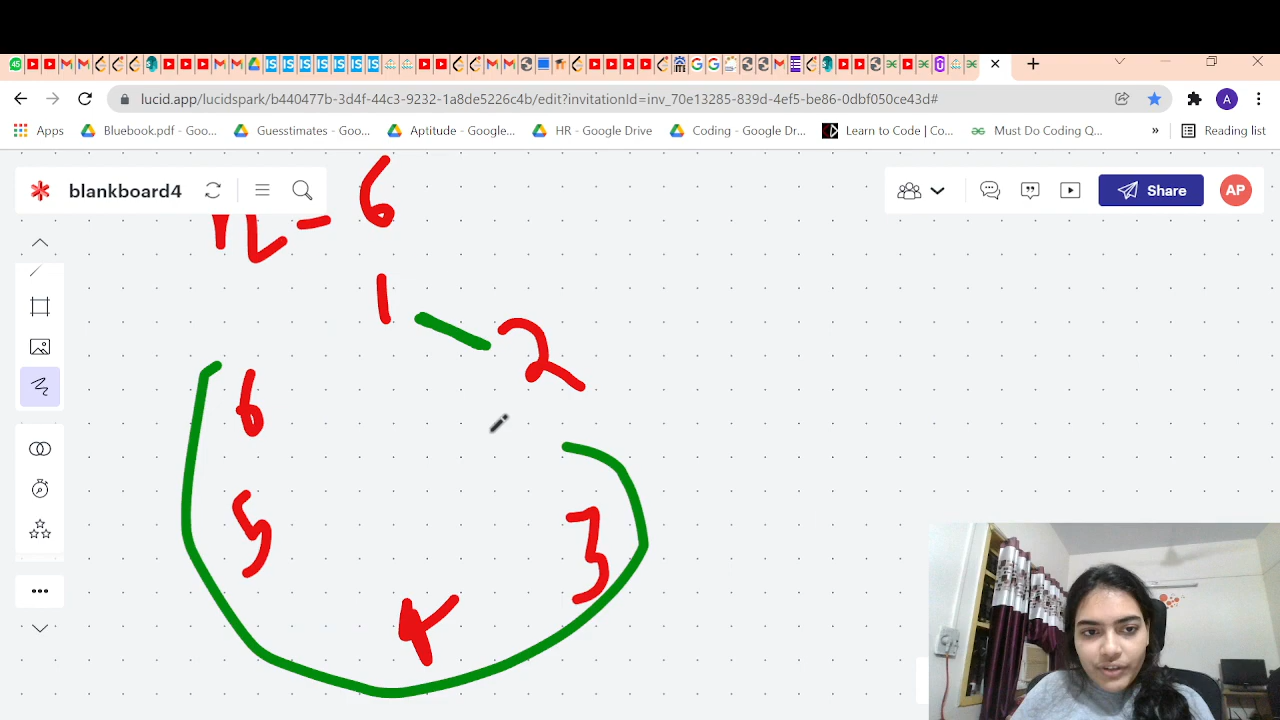 45
lucid.app/lucidspark/b440477b-3d4f-44c3-9232-1a8de5226c4b/edit?invitationId=inv_70e13285-839d-4ef5-be86-0dbf050ce43d#
A
Apps Bluebook.pdf - Goo... Guesstimates - Goo... Aptitude - Google... HR - Google Drive Coding - Google Dr... Learn to Code | Co... Must Do Coding Q... » Reading list
blankboard4 Share AP
n - 6
1
2
6
5
3
4